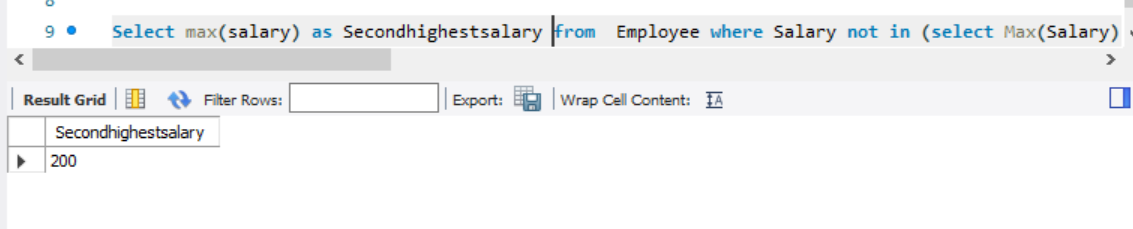 8
9 Select max(salary) as Secondhighestsalary from Employee where Salary not in (select Max(Salary)
Result Grid Filter Rows: Export: Wrap Cell Content: IA
Secondhighestsalary
200